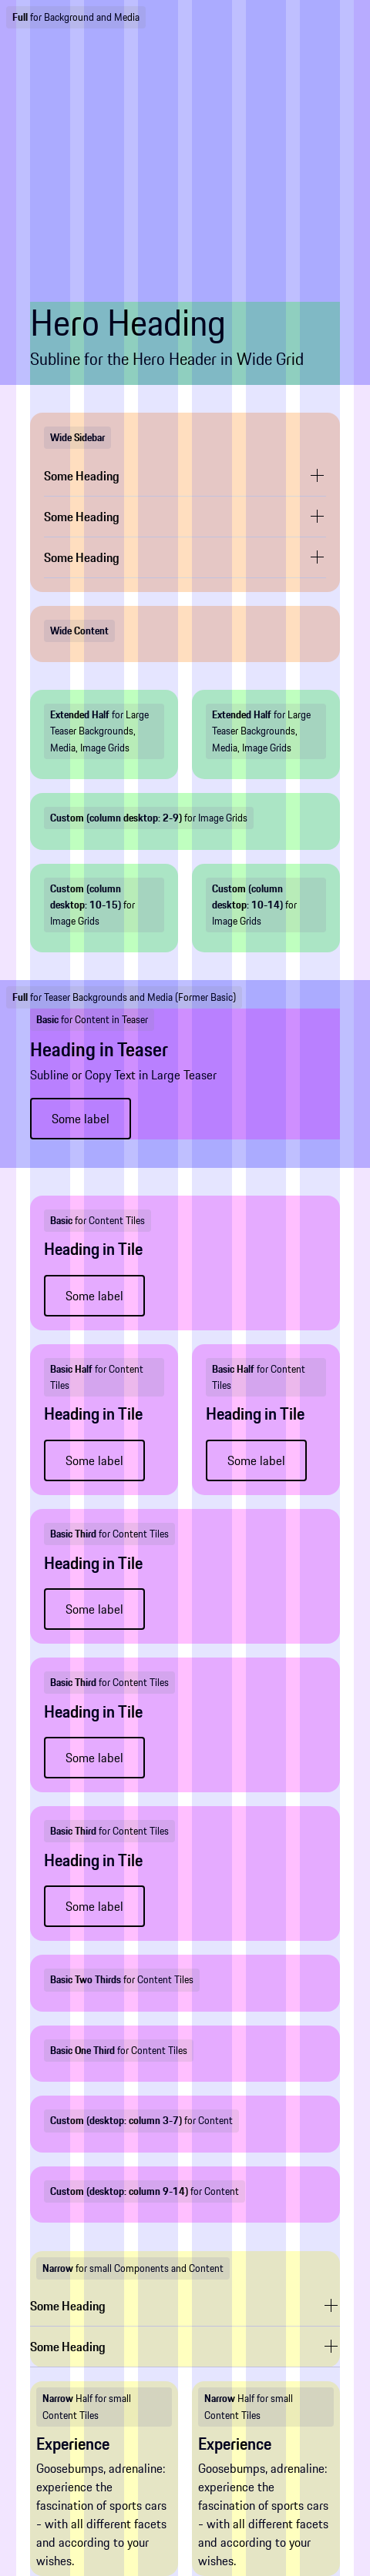 Full for Background and Media
Hero Heading
Subline for the Hero Header in Wide Grid
Wide Sidebar
Some Heading
Some Heading
Some Heading
Wide Content
Extended Half for Large
Teaser Backgrounds,
Media, Image Grids
Extended Half for Large
Teaser Backgrounds,
Media, Image Grids
Custom (column desktop: 2-9) for Image Grids
Custom (column
desktop: 10-15) for
Image Grids
Custom (column
desktop: 10-14) for
Image Grids
Full for Teaser Backgrounds and Media (Former Basic)
Basic for Content in Teaser
Heading in Teaser
Subline or Copy Text in Large Teaser
Some label
Basic for Content Tiles
Heading in Tile
Some label
Basic Half for Content
Tiles
Heading in Tile
Some label
Basic Half for Content
Tiles
Heading in Tile
Some label
Basic Third for Content Tiles
Heading in Tile
Some label
Basic Third for Content Tiles
Heading in Tile
Some label
Basic Third for Content Tiles
Heading in Tile
Some label
Basic Two Thirds for Content Tiles
Basic One Third for Content Tiles
Custom (desktop: column 3-7) for Content
Custom (desktop: column 9-14) for Content
Narrow for small Components and Content
Some Heading
Some Heading
Narrow Half for small
Content Tiles
Experience
Goosebumps, adrenaline:
experience the
fascination of sports cars
- with all different facets
and according to your
wishes.
Narrow Half for small
Content Tiles
Experience
Goosebumps, adrenaline:
experience the
fascination of sports cars
- with all different facets
and according to your
wishes.